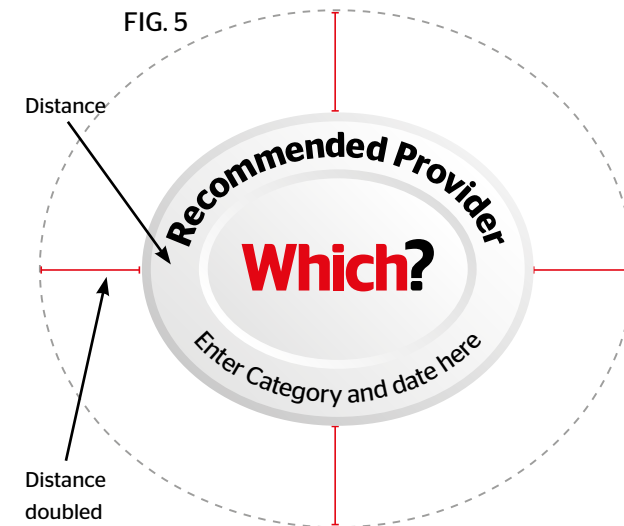 FIG. 5
Distance
Recommended Provider
Which?
Enter Category and date here
Distance
doubled